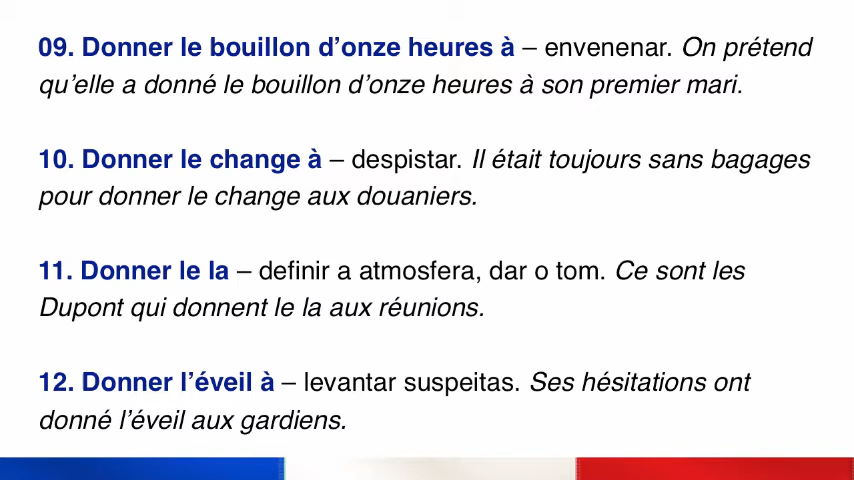 09. Donner le bouillon d’onze heures à – envenenar. On prétend
qu’elle a donné le bouillon d’onze heures à son premier mari.
10. Donner le change à – despistar. Il était toujours sans bagages
pour donner le change aux douaniers.
11. Donner le la – definir a atmosfera, dar o tom. Ce sont les
Dupont qui donnent le la aux réunions.
12. Donner l’éveil à – levantar suspeitas. Ses hésitations ont
donné l’éveil aux gardiens.